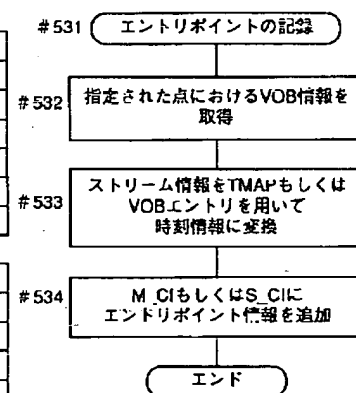 #531 エントリポイントの記録
#532 指定された点におけるVOB情報を
取得
#533 ストリーム情報をTMAPもしくは
VOBエントリを用いて
時刻情報に変換
#534 M_CIもしくはS_CIに
エンドリポイント情報を追加
エンド